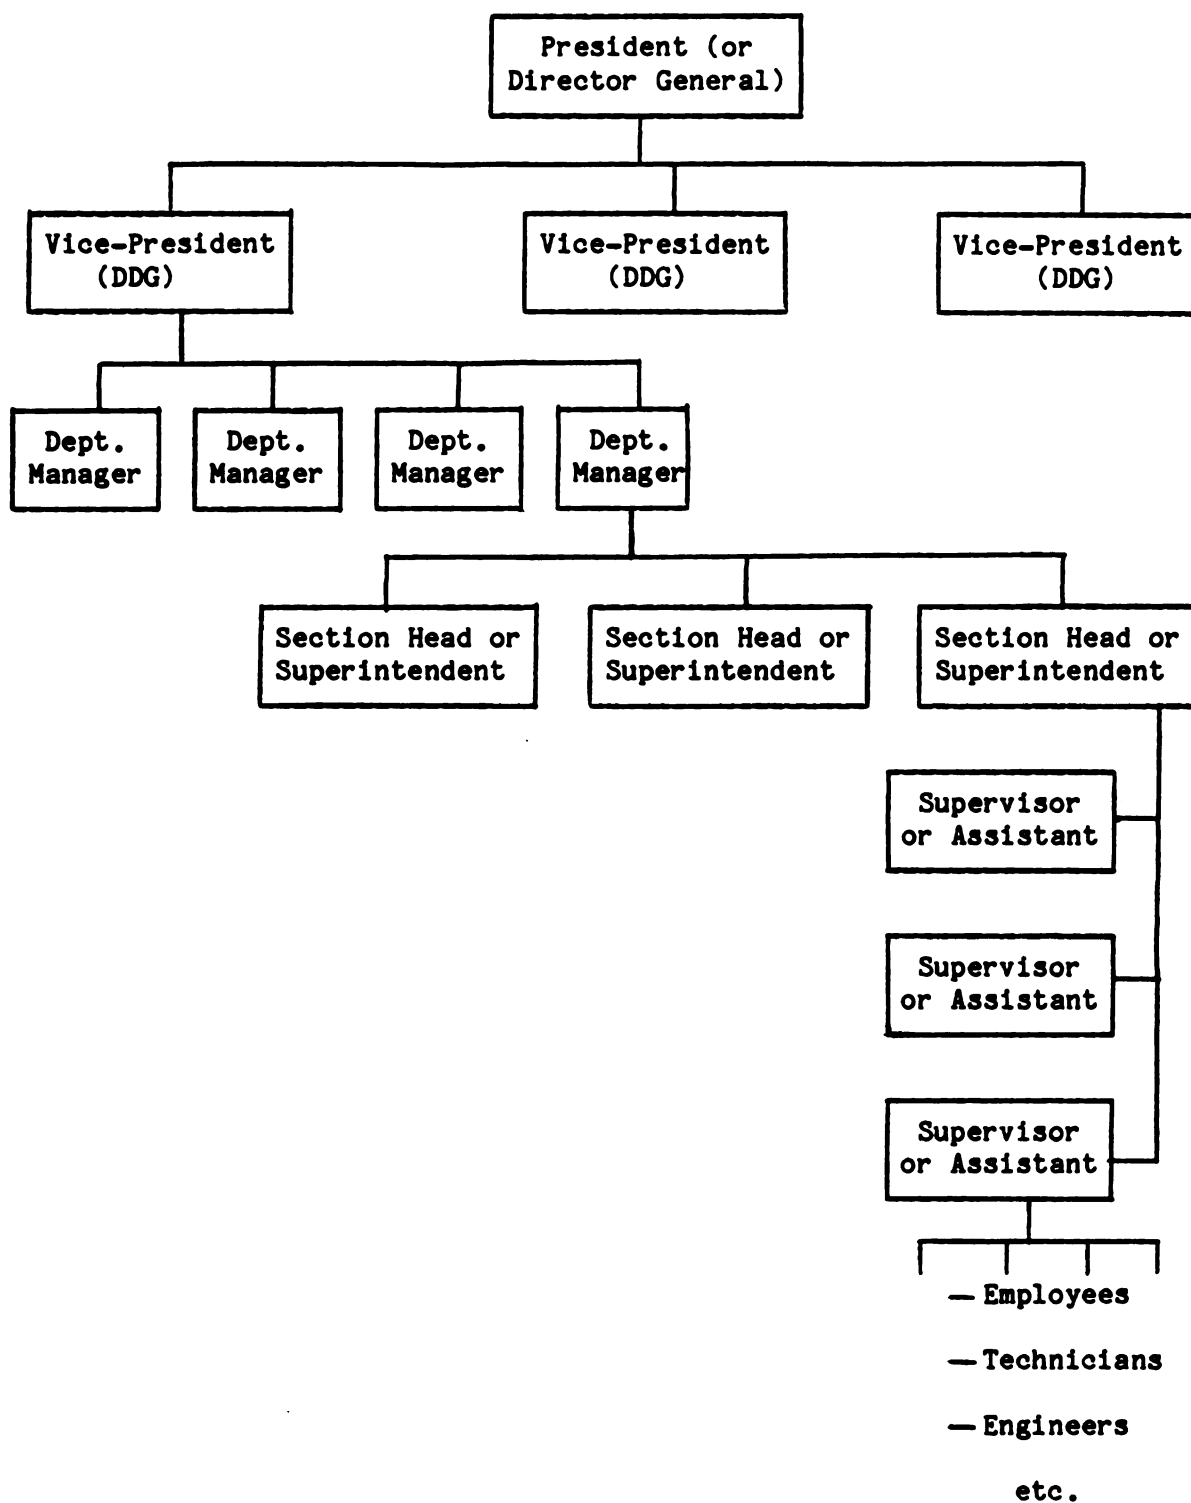 President (or
Director General)
Vice-President
(DDG)
Vice-President
(DDG)
Vice-President
(DDG)
Dept.
Manager
Dept.
Manager
Dept.
Manager
Dept.
Manager
Section Head or
Superintendent
Section Head or
Superintendent
Section Head or
Superintendent
Supervisor
or Assistant
Supervisor
or Assistant
Supervisor
or Assistant
— Employees
— Technicians
— Engineers
etc.